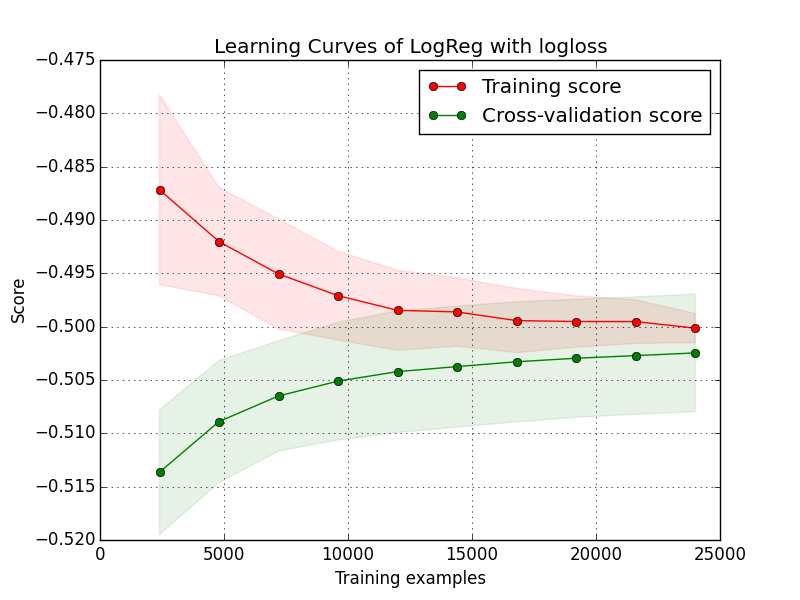 Learning Curves of LogReg with logloss
Training score
Cross-validation score
−0.475
−0.480
−0.485
−0.490
−0.495
−0.500
−0.505
−0.510
−0.515
−0.520
Score
0 5000 10000 15000 20000 25000
Training examples